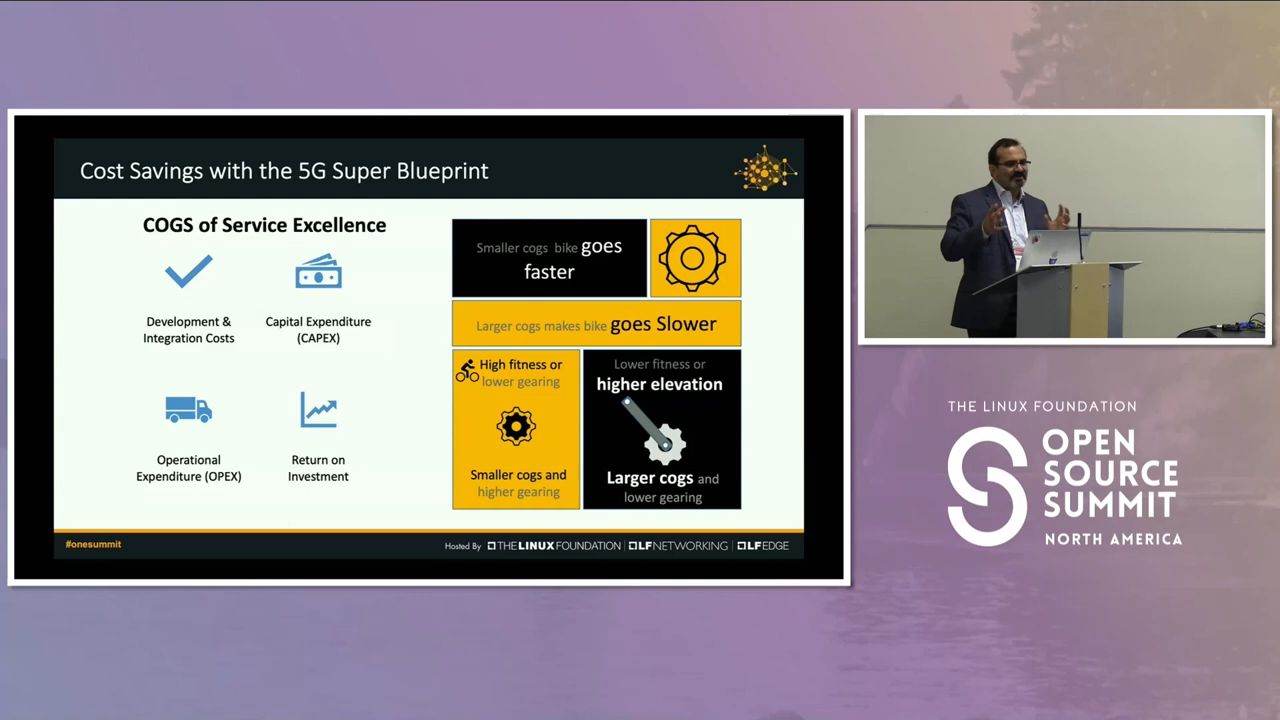 Cost Savings with the 5G Super Blueprint
COGS of Service Excellence
Development &
Integration Costs
Capital Expenditure
(CAPEX)
Operational
Expenditure (OPEX)
Return on
Investment
Smaller cogs bike goes
faster
Larger cogs makes bike goes Slower
High fitness or
lower gearing
Smaller cogs and
higher gearing
Lower fitness or
higher elevation
Larger cogs and
lower gearing
#onesummit
Hosted By THE LINUX FOUNDATION | LFNETWORKING | LFEDGE
THE LINUX FOUNDATION
OPEN
SOURCE
SUMMIT
NORTH AMERICA